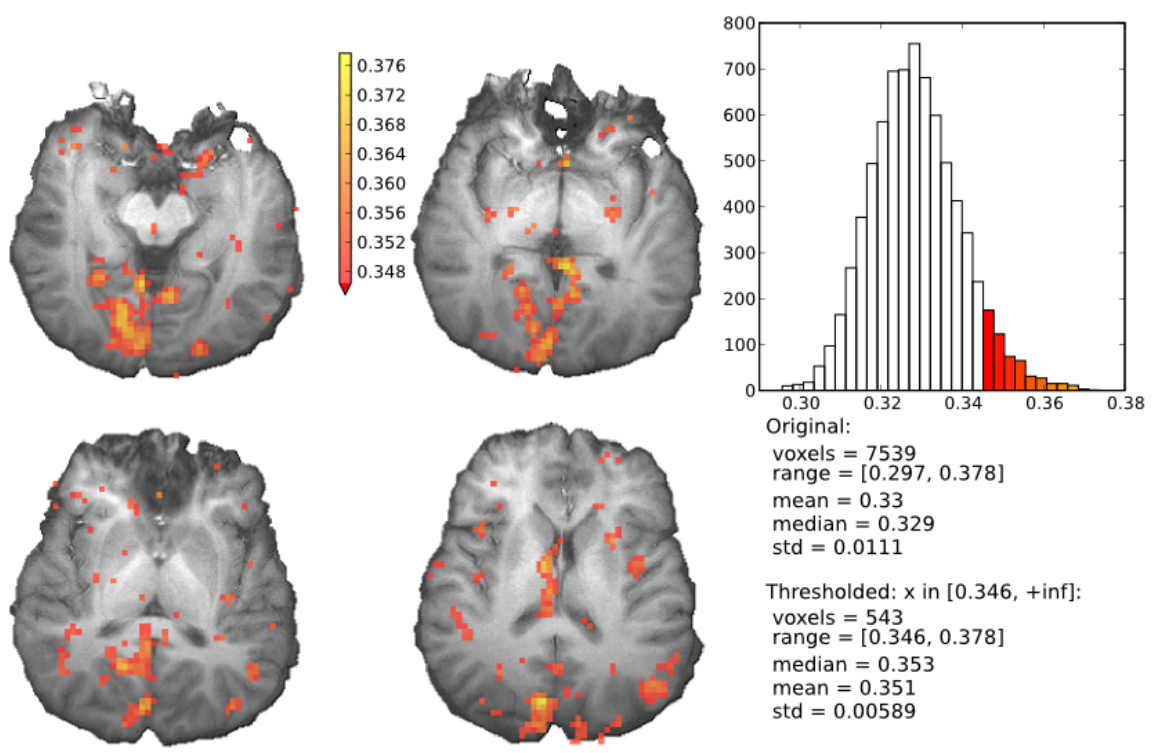 0.376
0.372
0.368
0.364
0.360
0.356
0.352
0.348
800
700
600
500
400
300
200
100
0
0.30 0.32 0.34 0.36 0.38
Original:
voxels = 7539
range = [0.297, 0.378]
mean = 0.33
median = 0.329
std = 0.0111
Thresholded: x in [0.346, +inf]:
voxels = 543
range = [0.346, 0.378]
median = 0.353
mean = 0.351
std = 0.00589